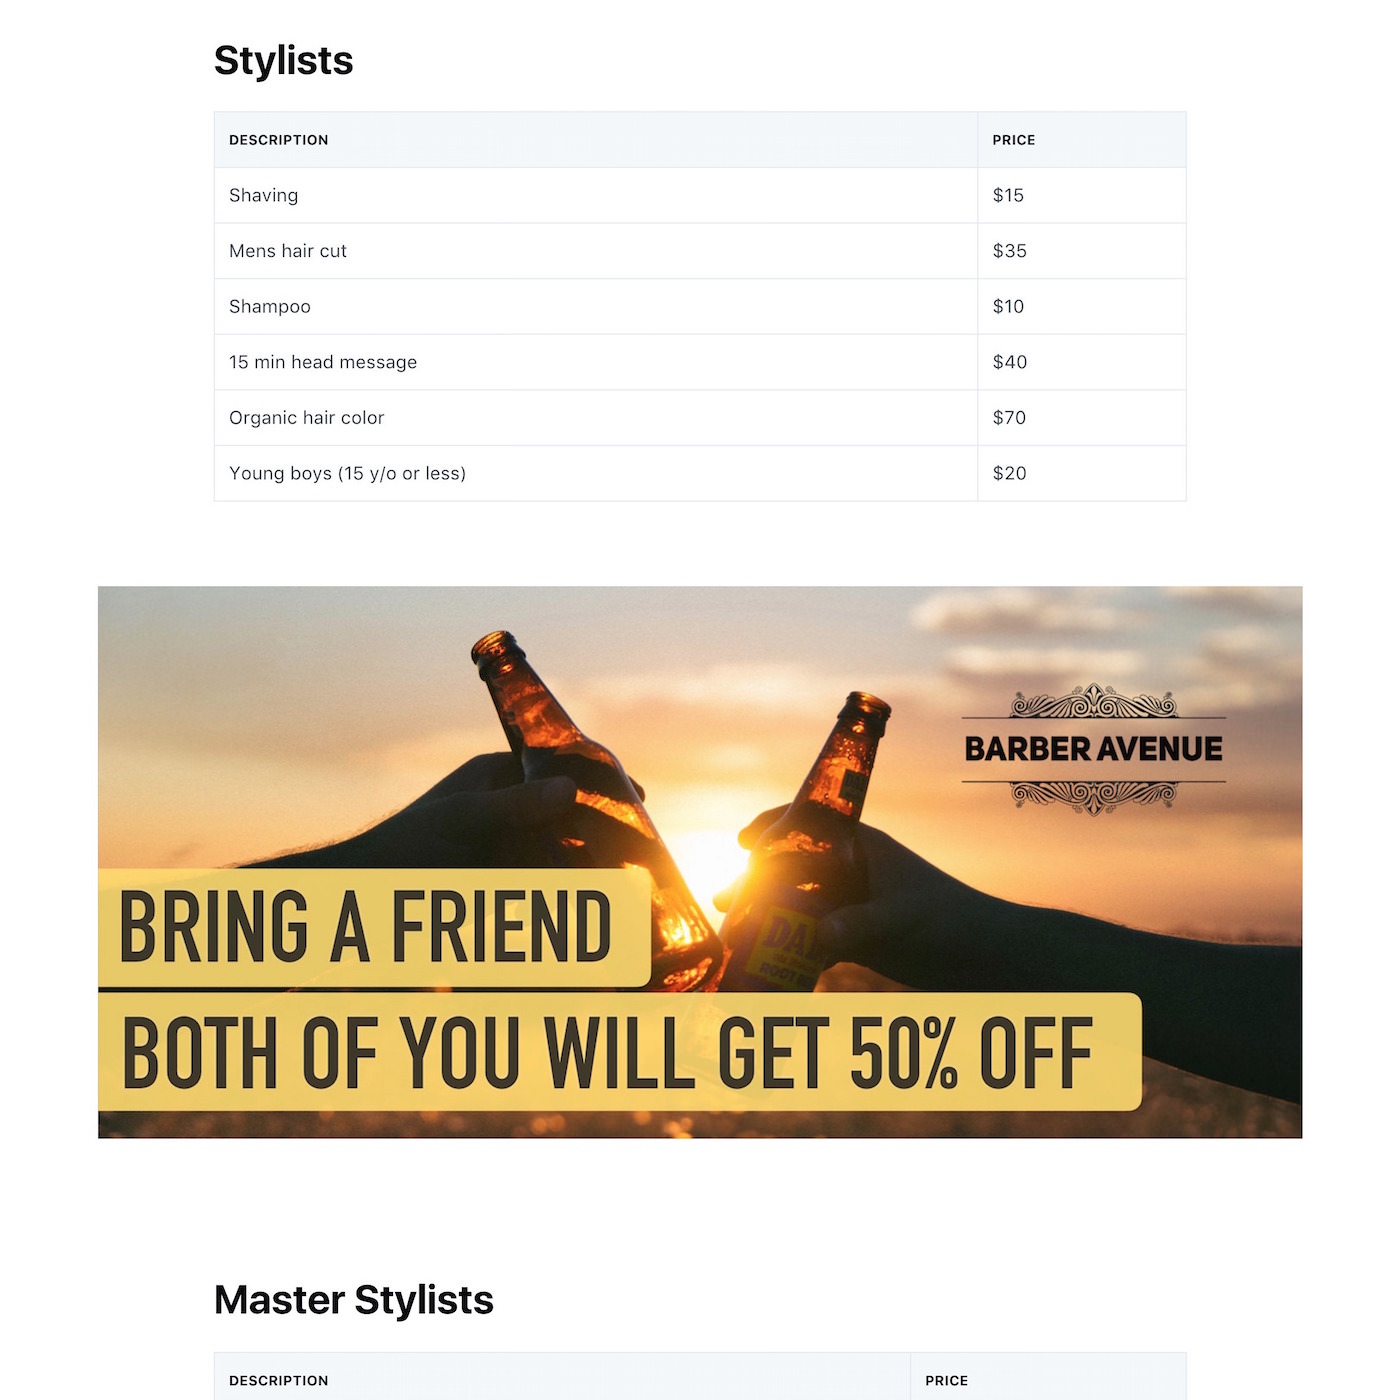 Stylists
DESCRIPTION PRICE
Shaving $15
Mens hair cut $35
Shampoo $10
15 min head message $40
Organic hair color $70
Young boys (15 y/o or less) $20
BARBER AVENUE
BRING A FRIEND
BOTH OF YOU WILL GET 50% OFF
Master Stylists
DESCRIPTION PRICE